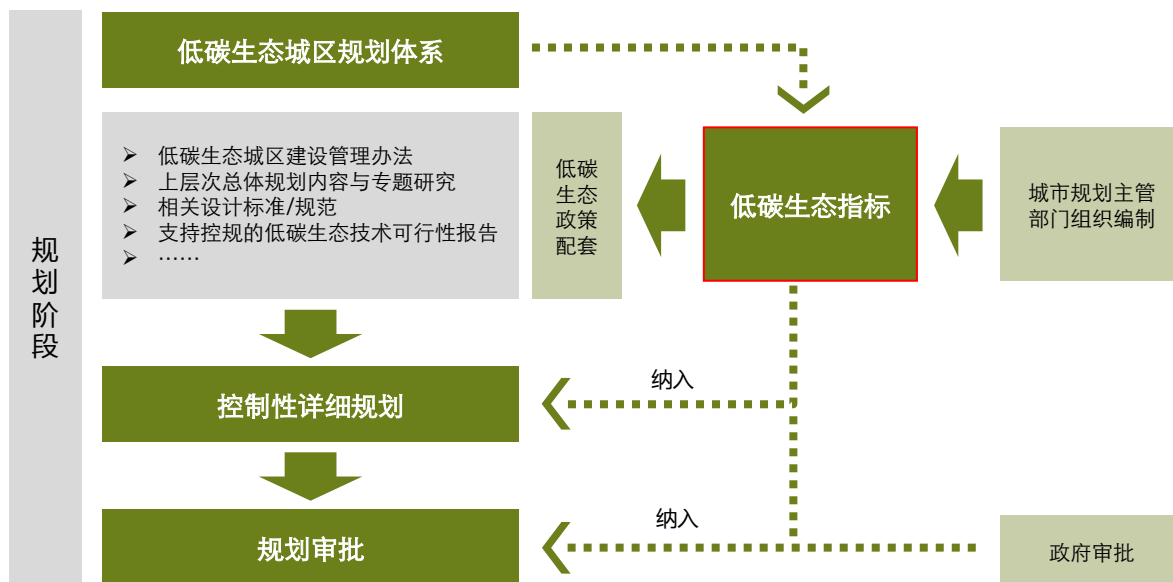 规划阶段
低碳生态城区规划体系
➢ 低碳生态城区建设管理办法
➢ 上层次总体规划内容与专题研究
➢ 相关设计标准/规范
➢ 支持控规的低碳生态技术可行性报告
➢ ……
低碳
生态
政策
配套
低碳生态指标
城市规划主管
部门组织编制
控制性详细规划
纳入
规划审批
纳入
政府审批